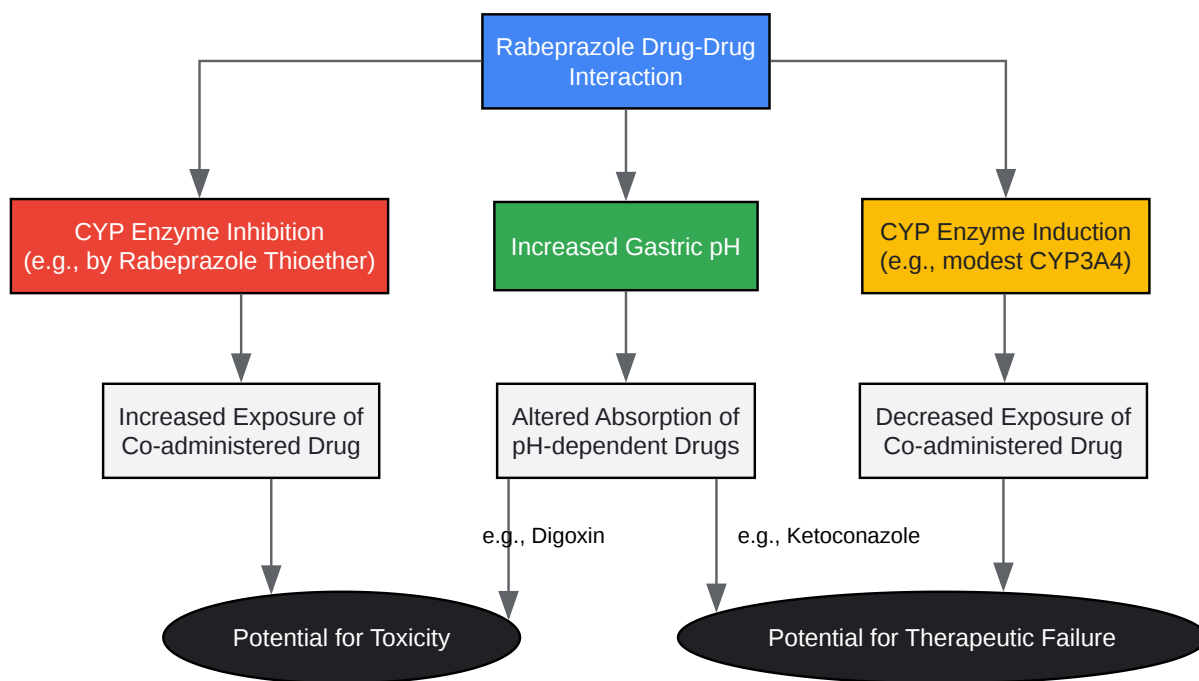 Rabeprazole Drug-Drug
Interaction
CYP Enzyme Inhibition
(e.g., by Rabeprazole Thioether)
Increased Gastric pH
CYP Enzyme Induction
(e.g., modest CYP3A4)
Increased Exposure of
Co-administered Drug
Altered Absorption of
pH-dependent Drugs
Decreased Exposure of
Co-administered Drug
e.g., Digoxin
e.g., Ketoconazole
Potential for Toxicity
Potential for Therapeutic Failure